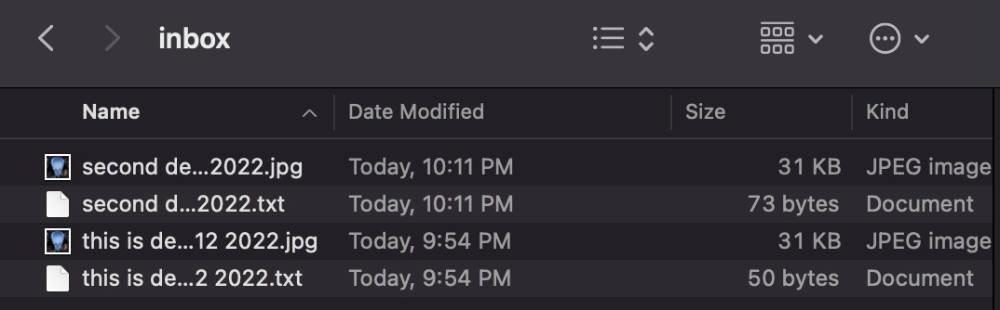 inbox
Name Date Modified Size Kind
second de...2022.jpg Today, 10:11 PM 31 KB JPEG image
second d...2022.txt Today, 10:11 PM 73 bytes Document
this is de...12 2022.jpg Today, 9:54 PM 31 KB JPEG image
this is de...2 2022.txt Today, 9:54 PM 50 bytes Document